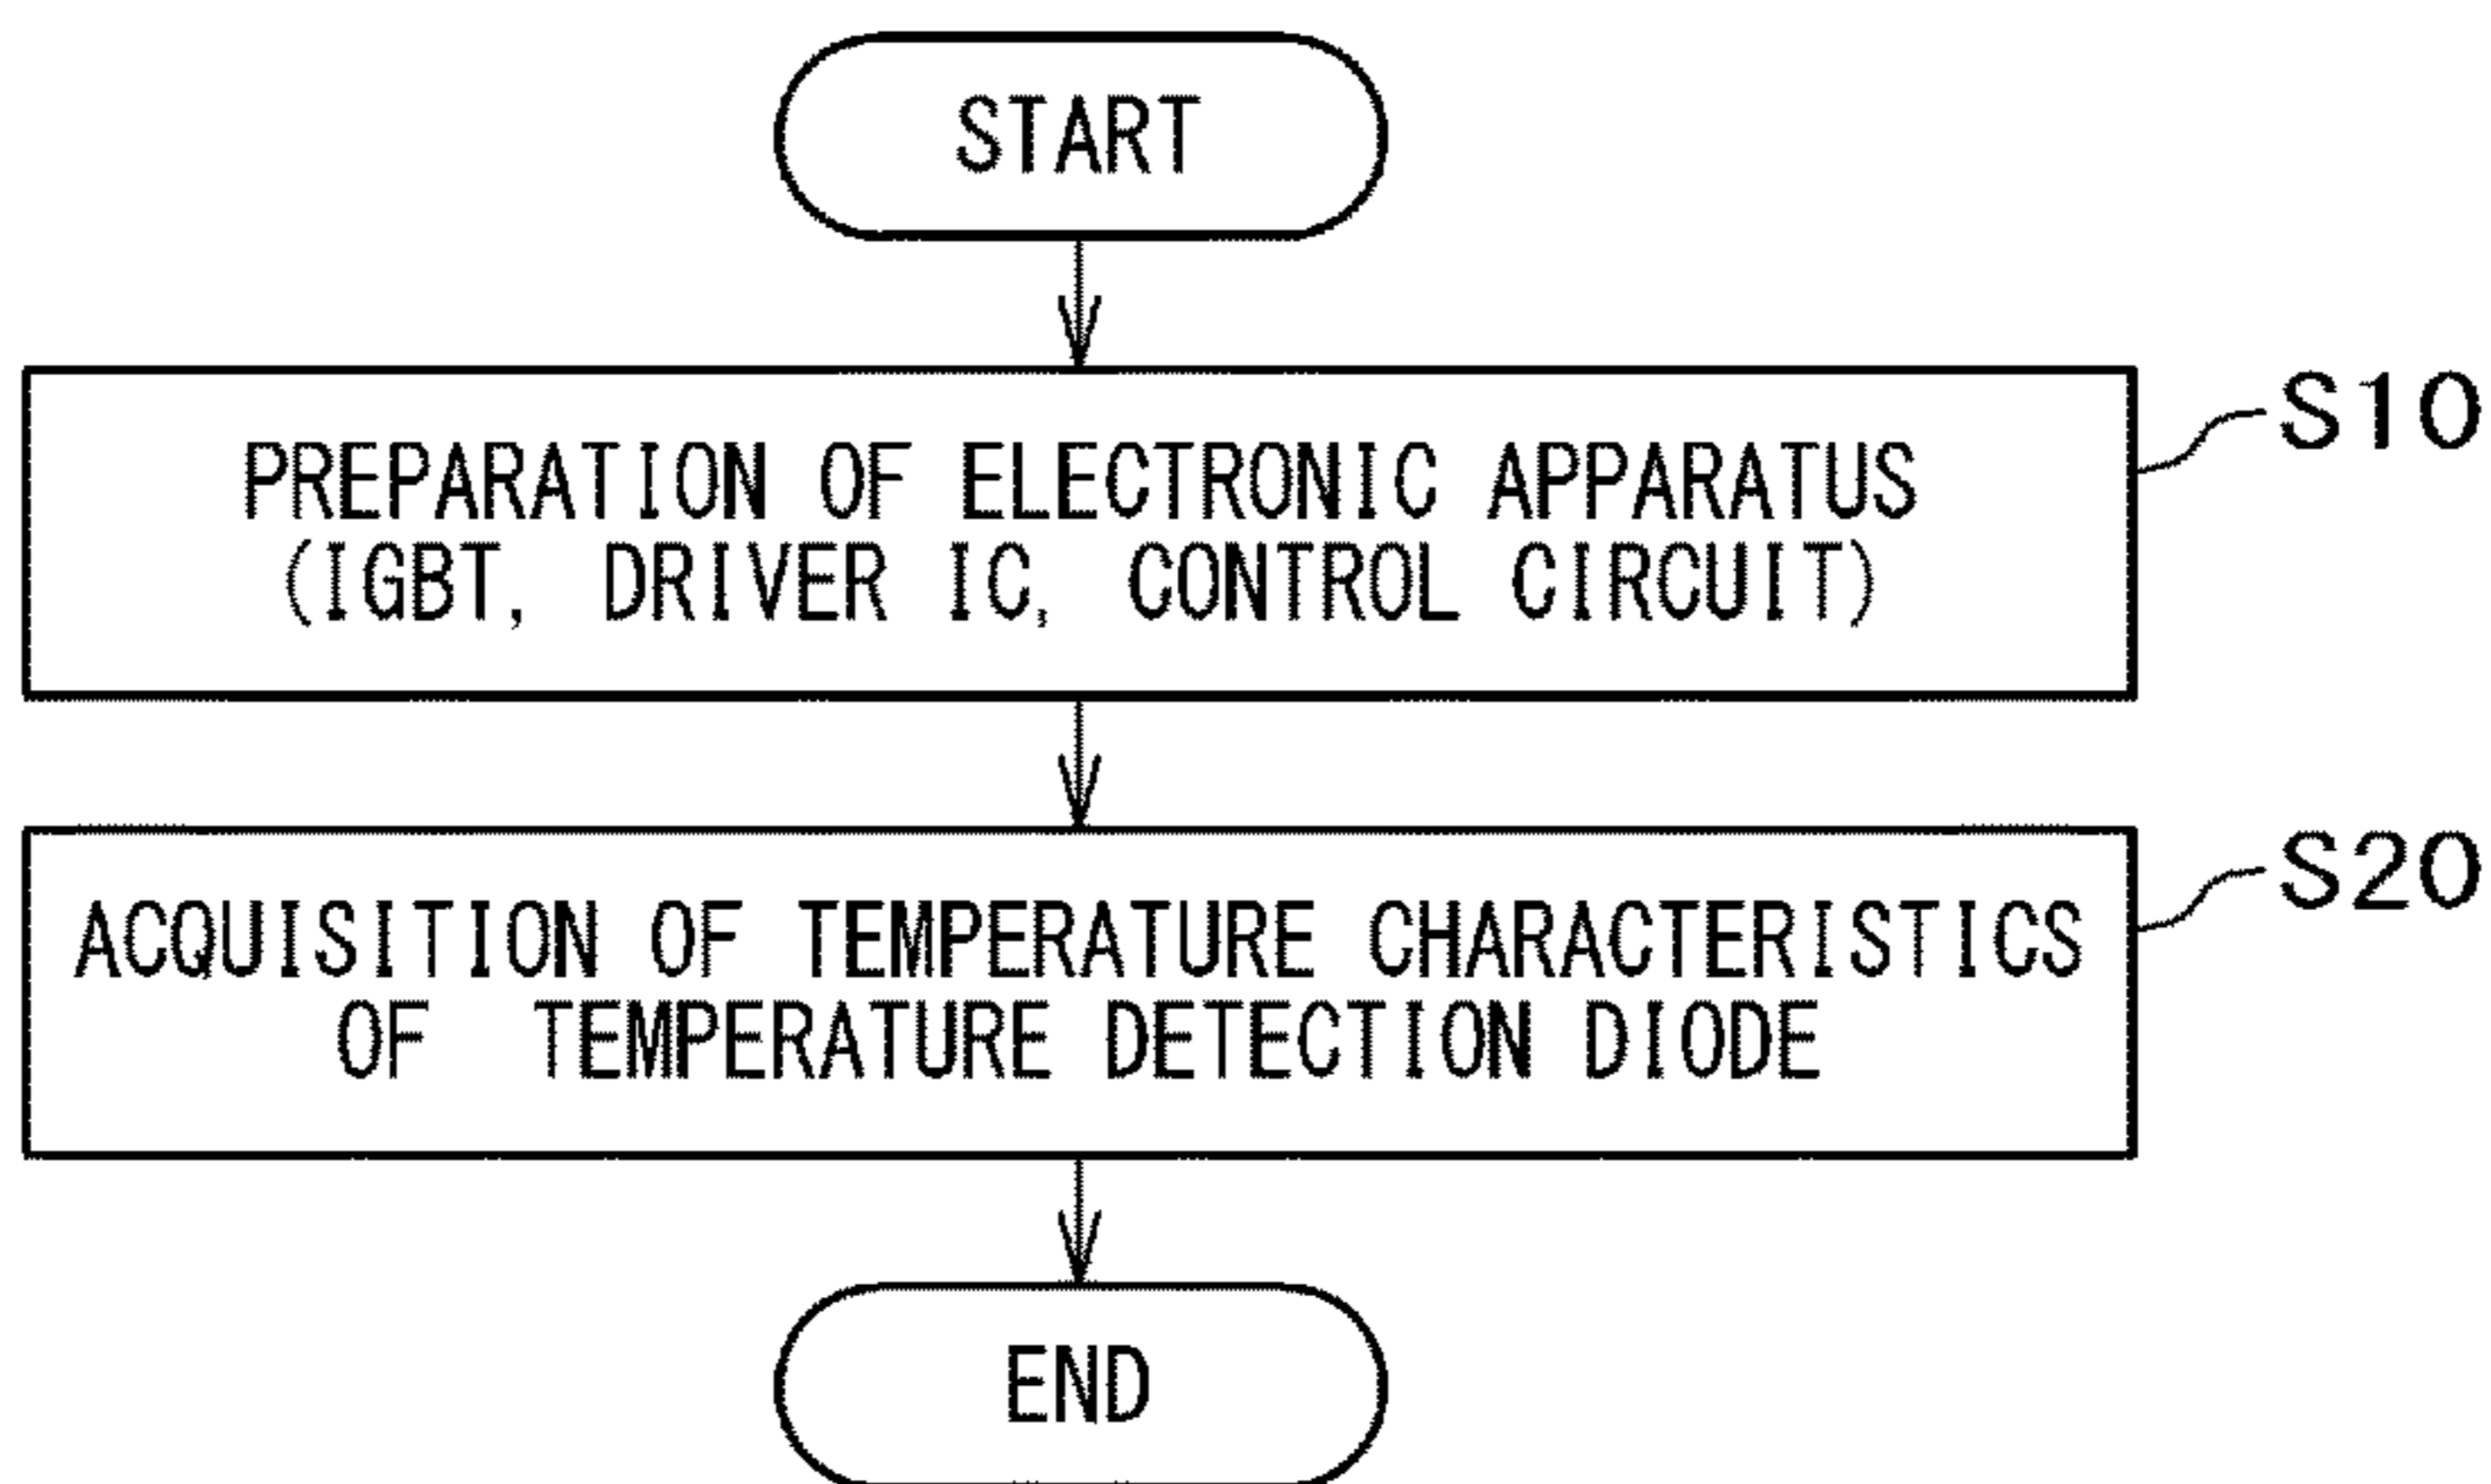 START
PREPARATION OF ELECTRONIC APPARATUS
(IGBT, DRIVER IC, CONTROL CIRCUIT)
S10
ACQUISITION OF TEMPERATURE CHARACTERISTICS
OF TEMPERATURE DETECTION DIODE
S20
END